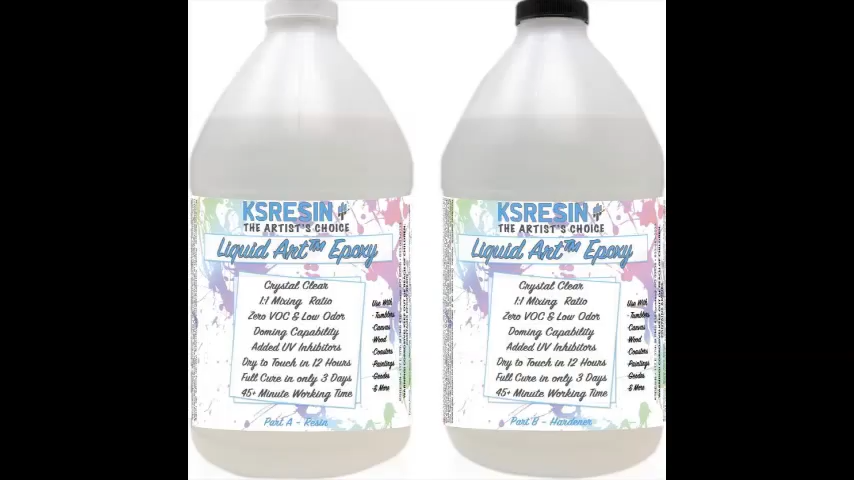 KSRESIN
THE ARTIST'S CHOICE
Liquid Art™ Epoxy
Crystal Clear
1:1 Mixing Ratio
Zero VOC & Low Odor
Doming Capability
Added UV Inhibitors
Dry to Touch in 12 Hours
Full Cure in only 3 Days
45+ Minute Working Time
Use With
- Tumblers
- Canvas
- Wood
- Coasters
- Paintings
- Geodes
& More
Part A - Resin
KSRESIN
THE ARTIST'S CHOICE
Liquid Art™ Epoxy
Crystal Clear
1:1 Mixing Ratio
Zero VOC & Low Odor
Doming Capability
Added UV Inhibitors
Dry to Touch in 12 Hours
Full Cure in only 3 Days
45+ Minute Working Time
Use With
- Tumblers
- Canvas
- Wood
- Coasters
- Paintings
- Geodes
& More
Part B - Hardener